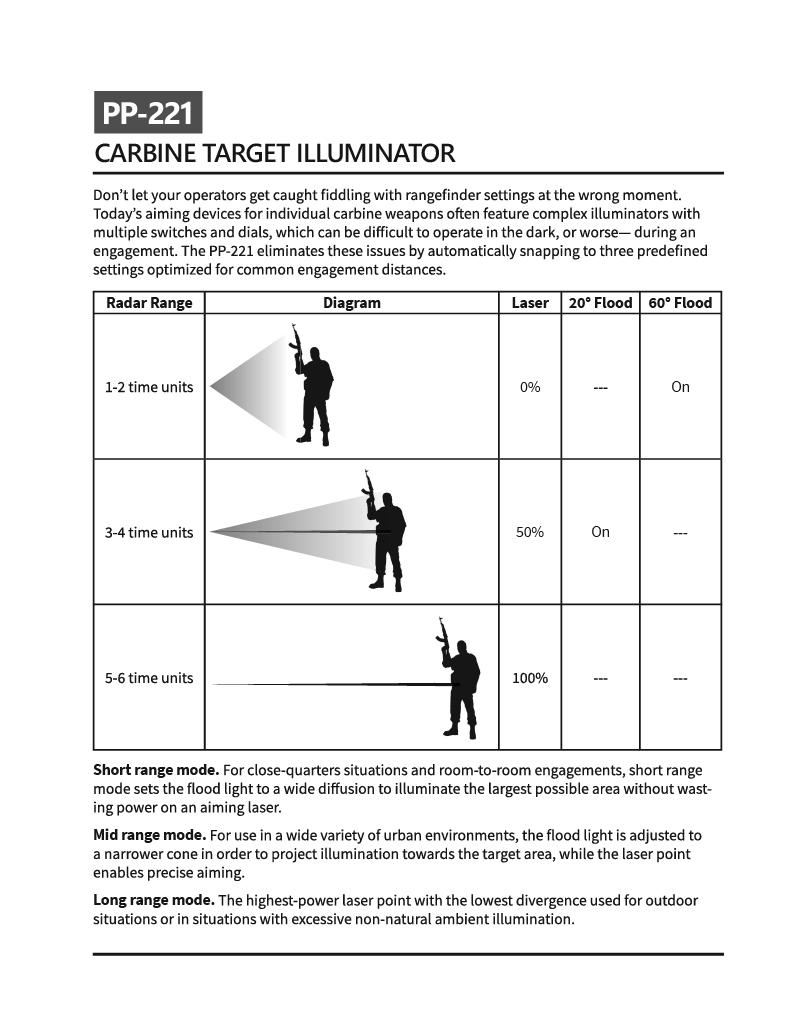 PP-221
CARBINE TARGET ILLUMINATOR
Don’t let your operators get caught fiddling with rangefinder settings at the wrong moment.
Today’s aiming devices for individual carbine weapons often feature complex illuminators with
multiple switches and dials, which can be difficult to operate in the dark, or worse— during an
engagement. The PP-221 eliminates these issues by automatically snapping to three predefined
settings optimized for common engagement distances.
Radar Range Diagram Laser 20° Flood 60° Flood
1-2 time units 0% --- On
3-4 time units 50% On ---
5-6 time units 100% --- ---
Short range mode. For close-quarters situations and room-to-room engagements, short range
mode sets the flood light to a wide diffusion to illuminate the largest possible area without wast-
ing power on an aiming laser.
Mid range mode. For use in a wide variety of urban environments, the flood light is adjusted to
a narrower cone in order to project illumination towards the target area, while the laser point
enables precise aiming.
Long range mode. The highest-power laser point with the lowest divergence used for outdoor
situations or in situations with excessive non-natural ambient illumination.